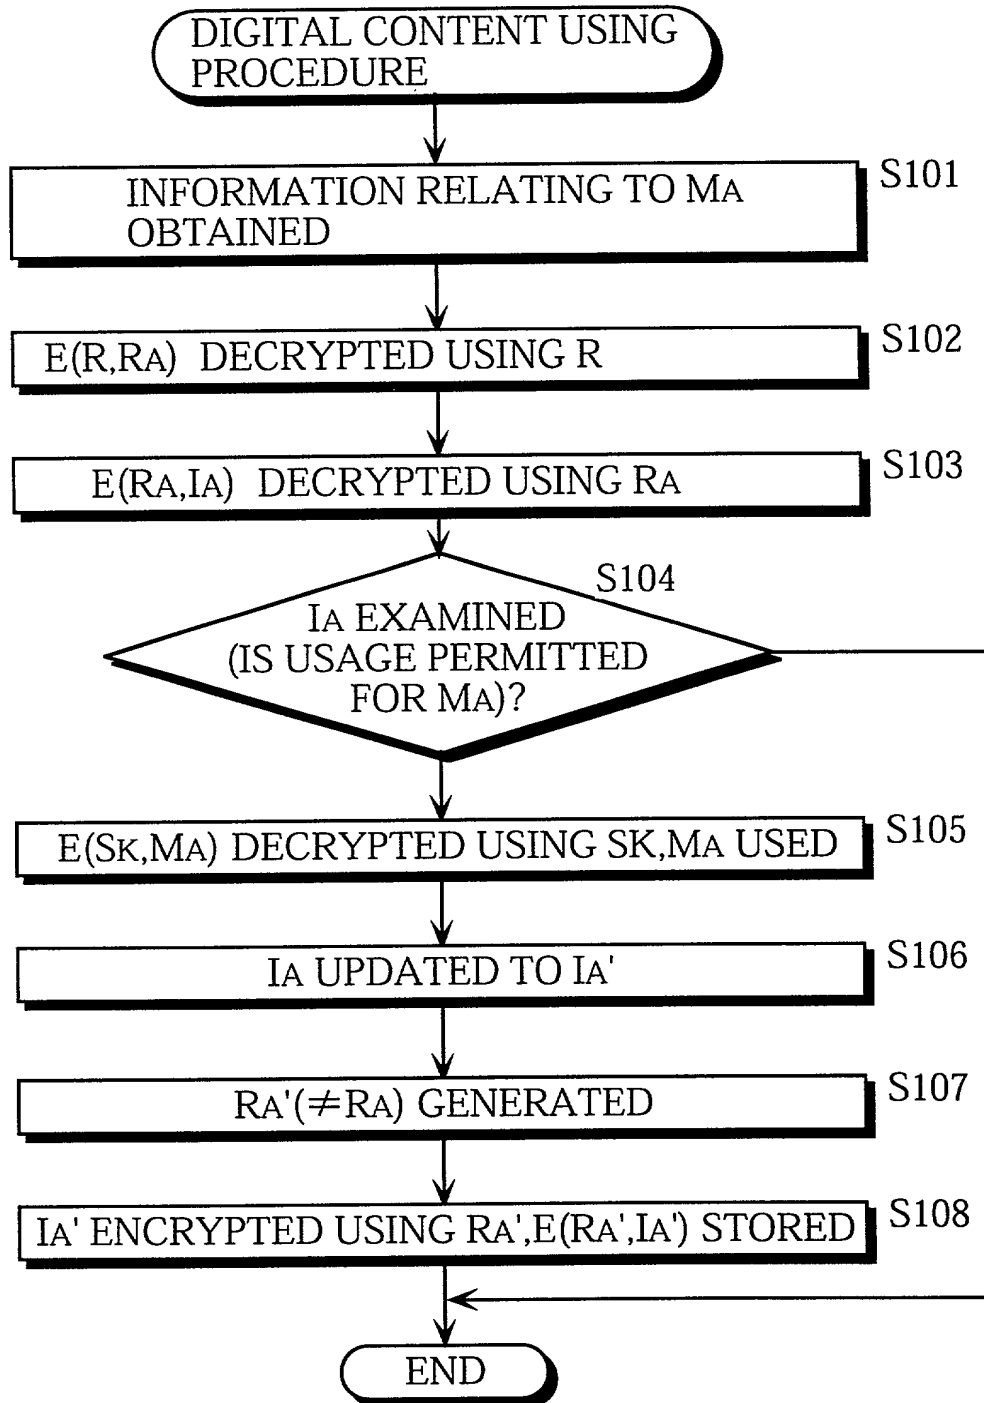 DIGITAL CONTENT USING
PROCEDURE
S101
INFORMATION RELATING TO MA
OBTAINED
S102
E(R,RA) DECRYPTED USING R
S103
E(RA,IA) DECRYPTED USING RA
S104
IA EXAMINED
(IS USAGE PERMITTED
FOR MA)?
S105
E(SK,MA) DECRYPTED USING SK,MA USED
S106
IA UPDATED TO IA'
S107
RA'(≠RA) GENERATED
S108
IA' ENCRYPTED USING RA',E(RA',IA') STORED
END